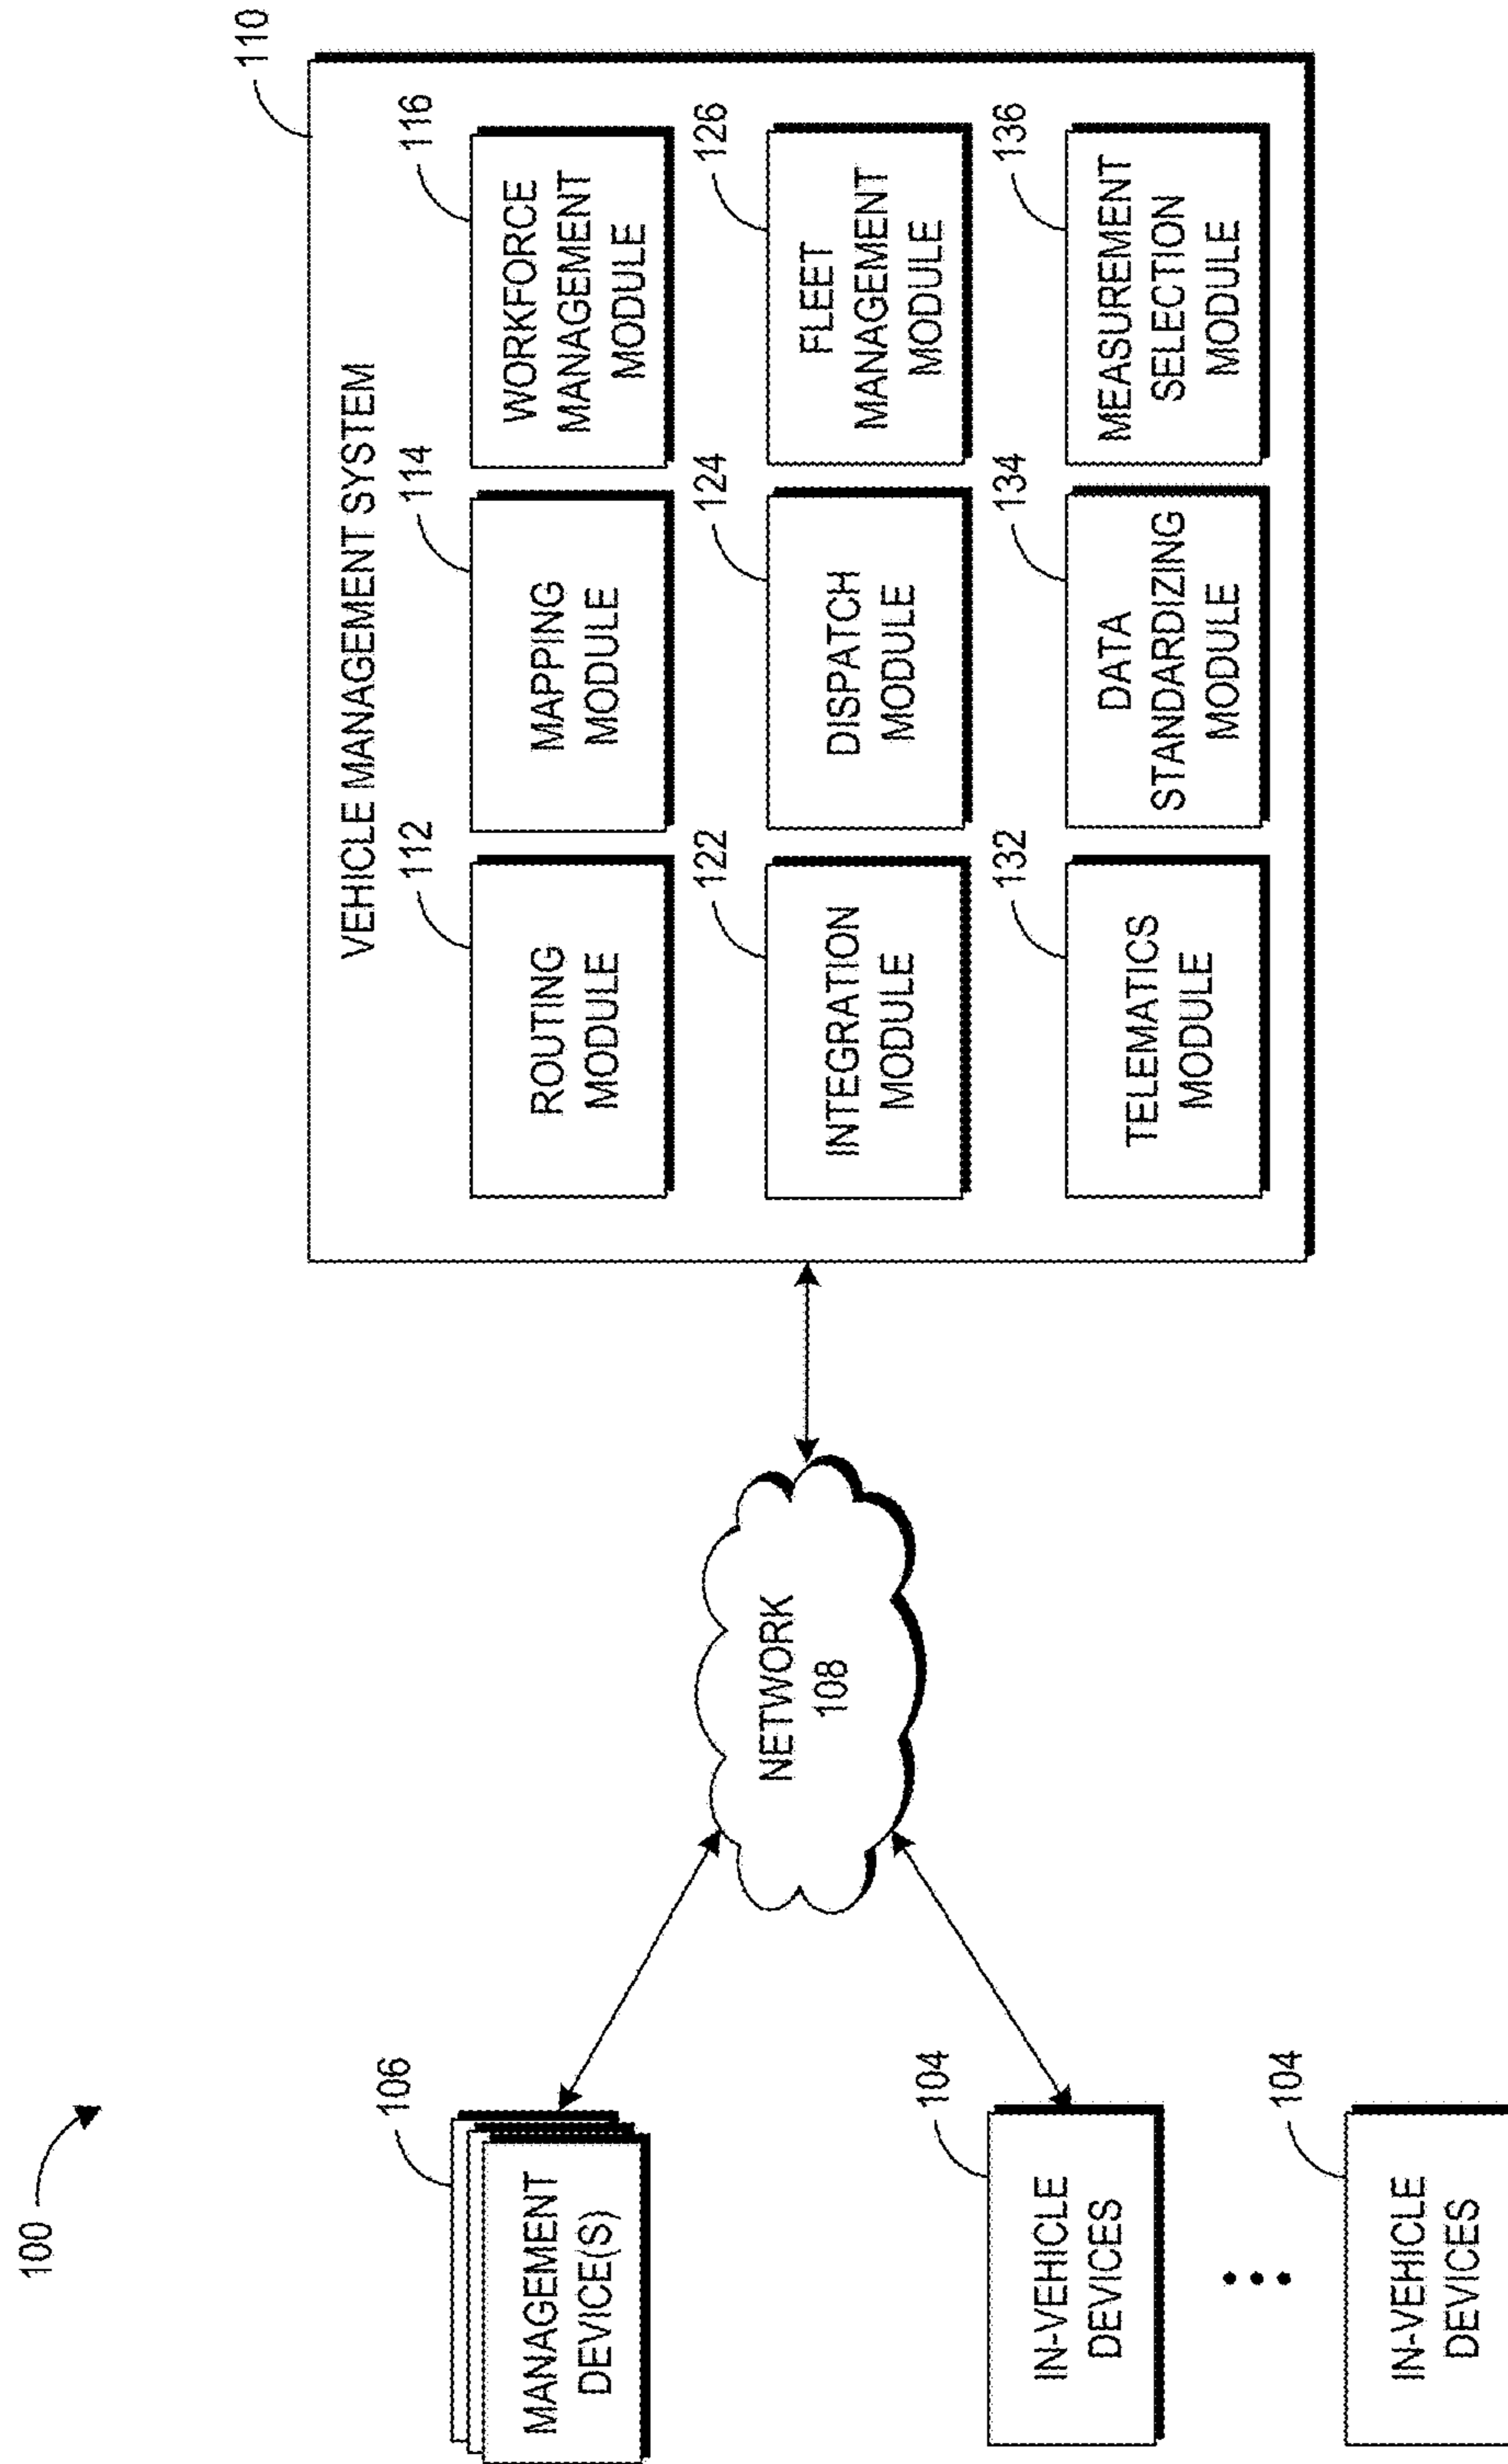 100
106
MANAGEMENT
DEVICE(S)
104
IN-VEHICLE
DEVICES
104
IN-VEHICLE
DEVICES
NETWORK
108
110
VEHICLE MANAGEMENT SYSTEM
112
ROUTING
MODULE
114
MAPPING
MODULE
116
WORKFORCE
MANAGEMENT
MODULE
122
INTEGRATION
MODULE
124
DISPATCH
MODULE
126
FLEET
MANAGEMENT
MODULE
132
TELEMATICS
MODULE
134
DATA
STANDARDIZING
MODULE
136
MEASUREMENT
SELECTION
MODULE